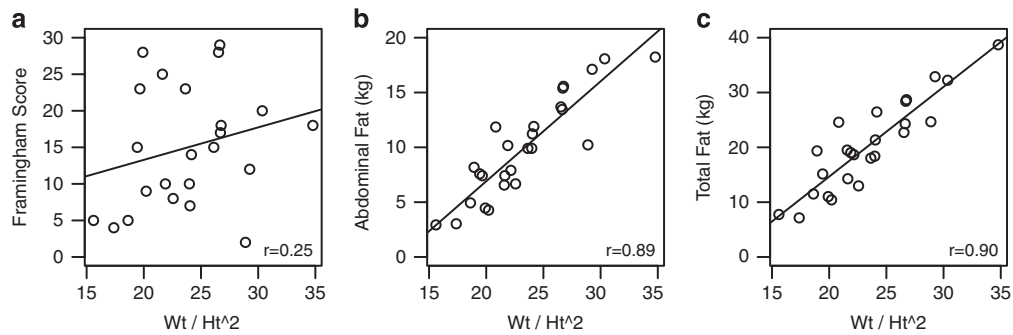 a
Framingham Score
30
25
20
15
10
5
0
r=0.25
15 20 25 30 35
Wt / Ht^2
b
Abdominal Fat (kg)
20
15
10
5
0
r=0.89
15 20 25 30 35
Wt / Ht^2
c
Total Fat (kg)
40
30
20
10
0
r=0.90
15 20 25 30 35
Wt / Ht^2